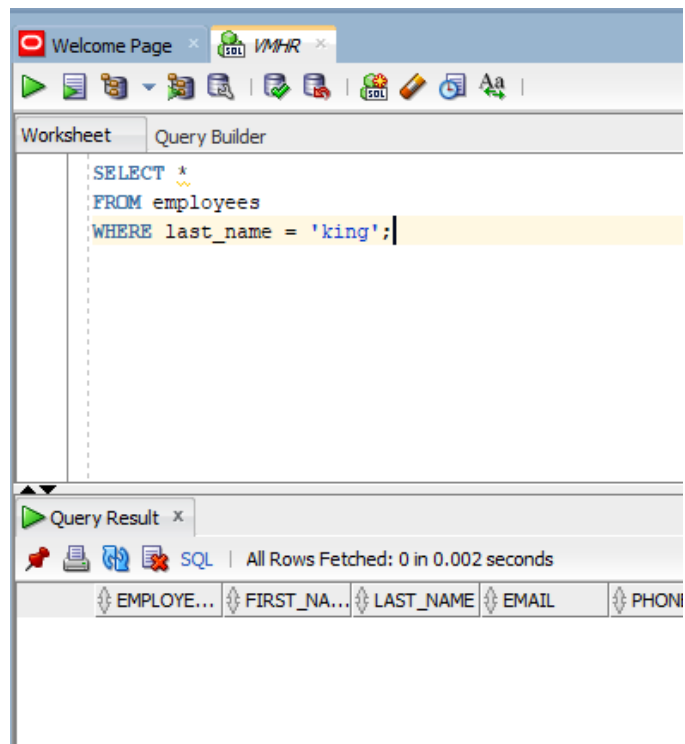 Welcome Page VMHR
Worksheet Query Builder
SELECT *
FROM employees
WHERE last_name = 'king';
Query Result
SQL | All Rows Fetched: 0 in 0.002 seconds
EMPLOYE... FIRST_NA... LAST_NAME EMAIL PHONE